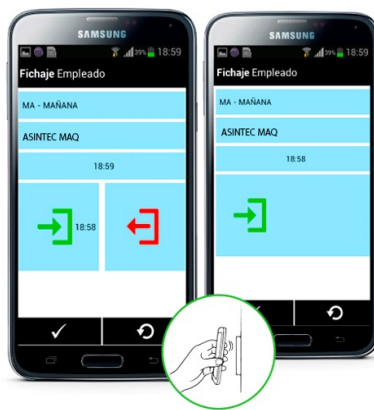 SAMSUNG
39% 18:59
Fichaje Empleado
MA - MAÑANA
ASINTEC MAQ
18:59
18:58
SAMSUNG
39% 18:59
Fichaje Empleado
MA - MAÑANA
ASINTEC MAQ
18:58